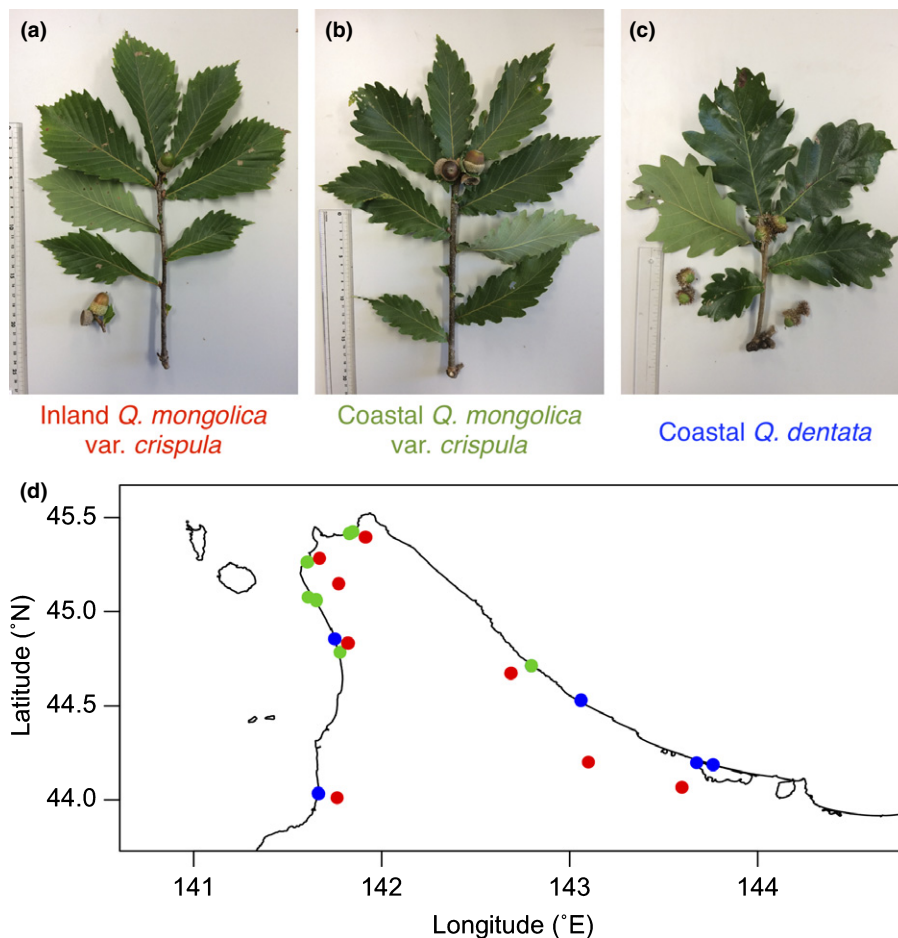 (a)
(b)
(c)
Inland Q. mongolica
var. crispula
Coastal Q. mongolica
var. crispula
Coastal Q. dentata
(d)
45.5
45.0
44.5
44.0
Latitude (˚N)
141
142
143
144
Longitude (˚E)